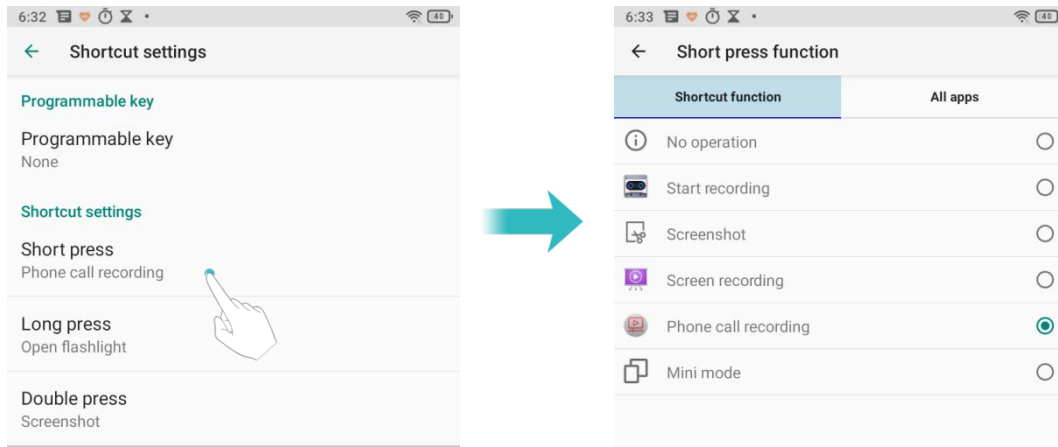 6:32
40
Shortcut settings
Programmable key
Programmable key
None
Shortcut settings
Short press
Phone call recording
Long press
Open flashlight
Double press
Screenshot
6:33
40
Short press function
Shortcut function
All apps
No operation
Start recording
Screenshot
Screen recording
Phone call recording
Mini mode